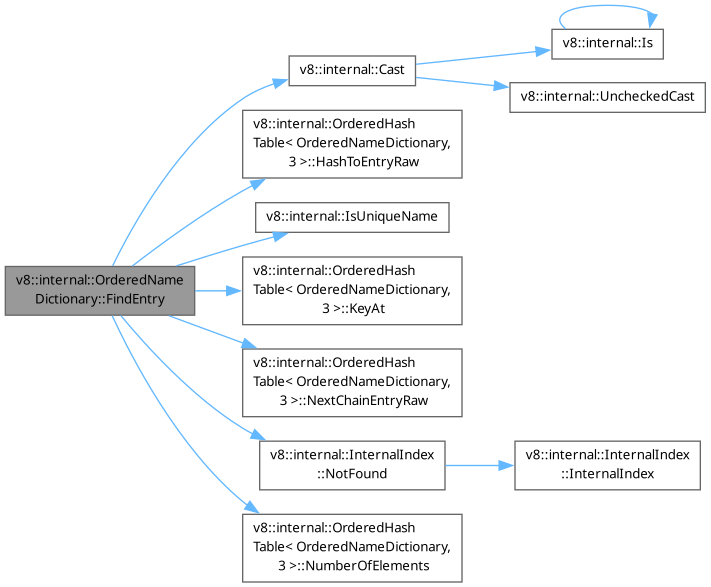 v8::internal::OrderedName
Dictionary::FindEntry
v8::internal::Cast
v8::internal::Is
v8::internal::UncheckedCast
v8::internal::OrderedHash
Table< OrderedNameDictionary,
3 >::HashToEntryRaw
v8::internal::IsUniqueName
v8::internal::OrderedHash
Table< OrderedNameDictionary,
3 >::KeyAt
v8::internal::OrderedHash
Table< OrderedNameDictionary,
3 >::NextChainEntryRaw
v8::internal::InternalIndex
::NotFound
v8::internal::InternalIndex
::InternalIndex
v8::internal::OrderedHash
Table< OrderedNameDictionary,
3 >::NumberOfElements